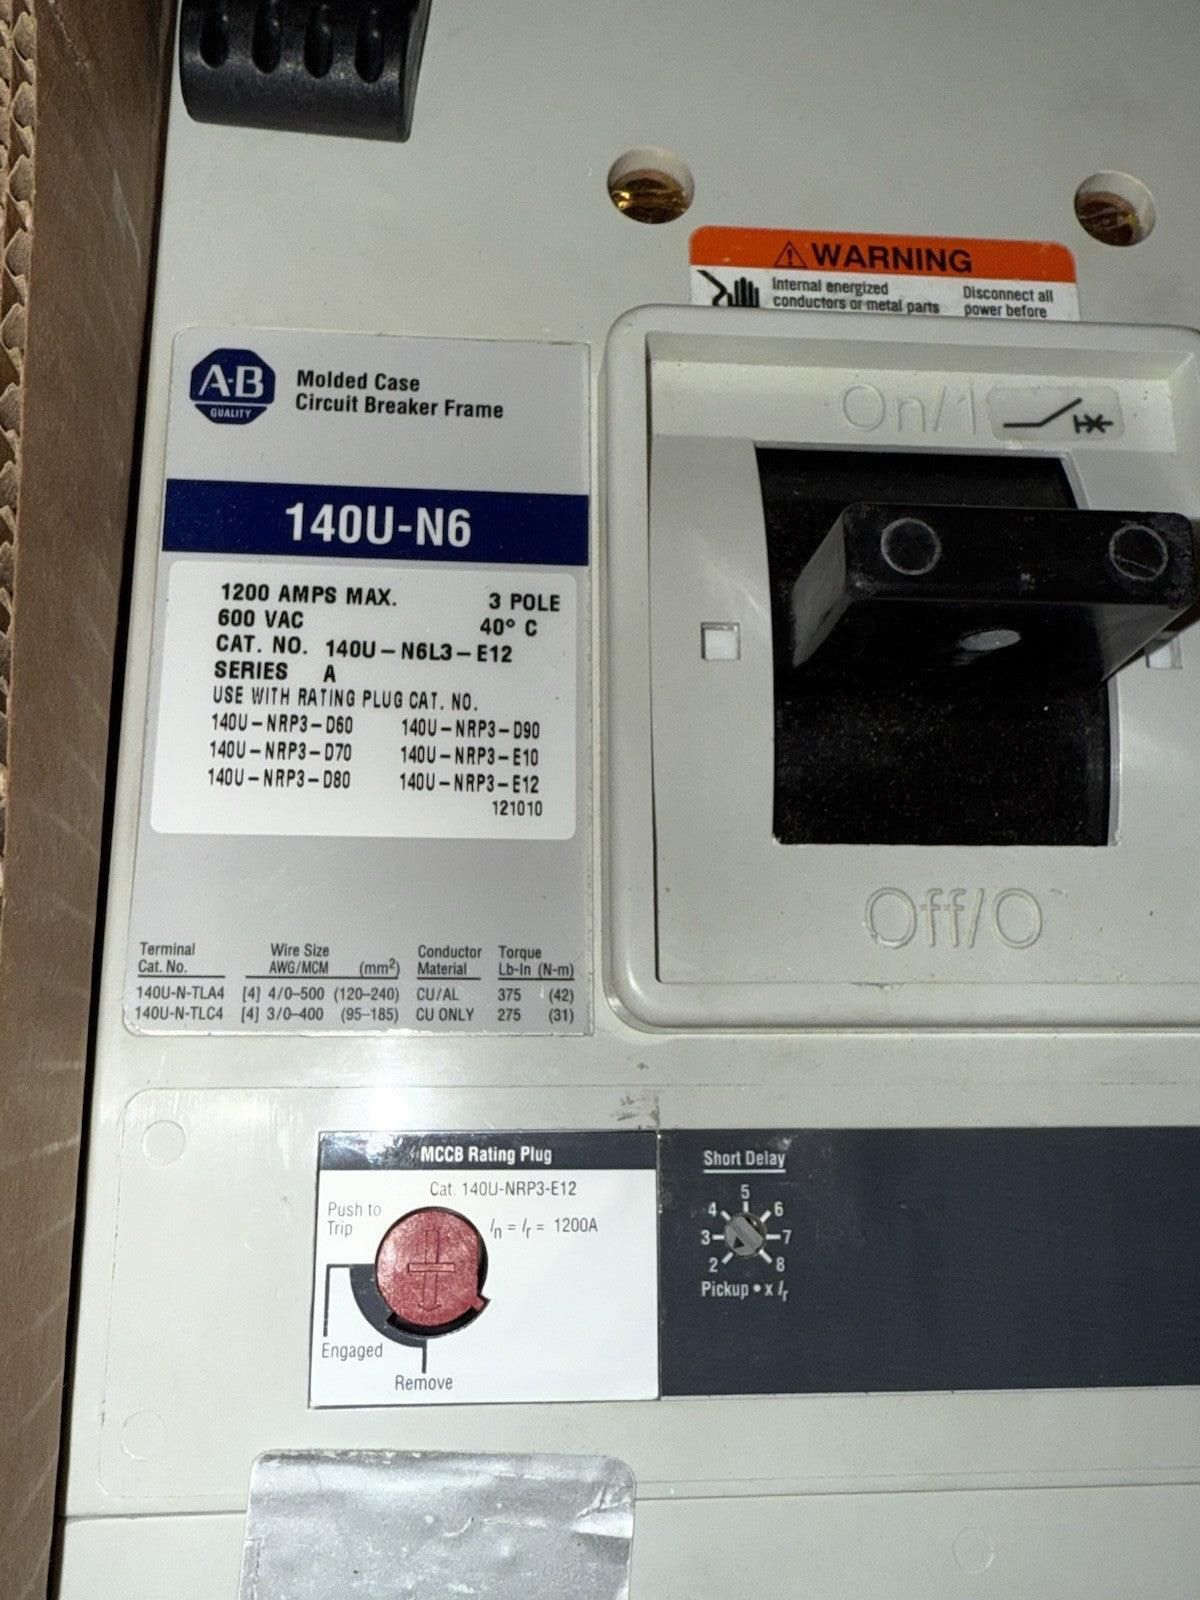 WARNING
Internal energized
conductors or metal parts
Disconnect all
power before
A-B
QUALITY
Molded Case
Circuit Breaker Frame
140U-N6
1200 AMPS MAX. 3 POLE
600 VAC 40° C
CAT. NO. 140U-N6L3-E12
SERIES A
USE WITH RATING PLUG CAT. NO.
140U-NRP3-D60 140U-NRP3-D90
140U-NRP3-D70 140U-NRP3-E10
140U-NRP3-D80 140U-NRP3-E12
121010
On/I
Off/O
Terminal Wire Size Conductor Torque
Cat. No. AWG/MCM (mm²) Material Lb-In (N-m)
140U-N-TLA4 [4] 4/0-500 (120-240) CU/AL 375 (42)
140U-N-TLC4 [4] 3/0-400 (95-185) CU ONLY 275 (31)
MCCB Rating Plug
Cat. 140U-NRP3-E12
Push to
Trip
In = Ir = 1200A
Engaged
Remove
Short Delay
5
4 6
3 7
2 8
Pickup • x Ir